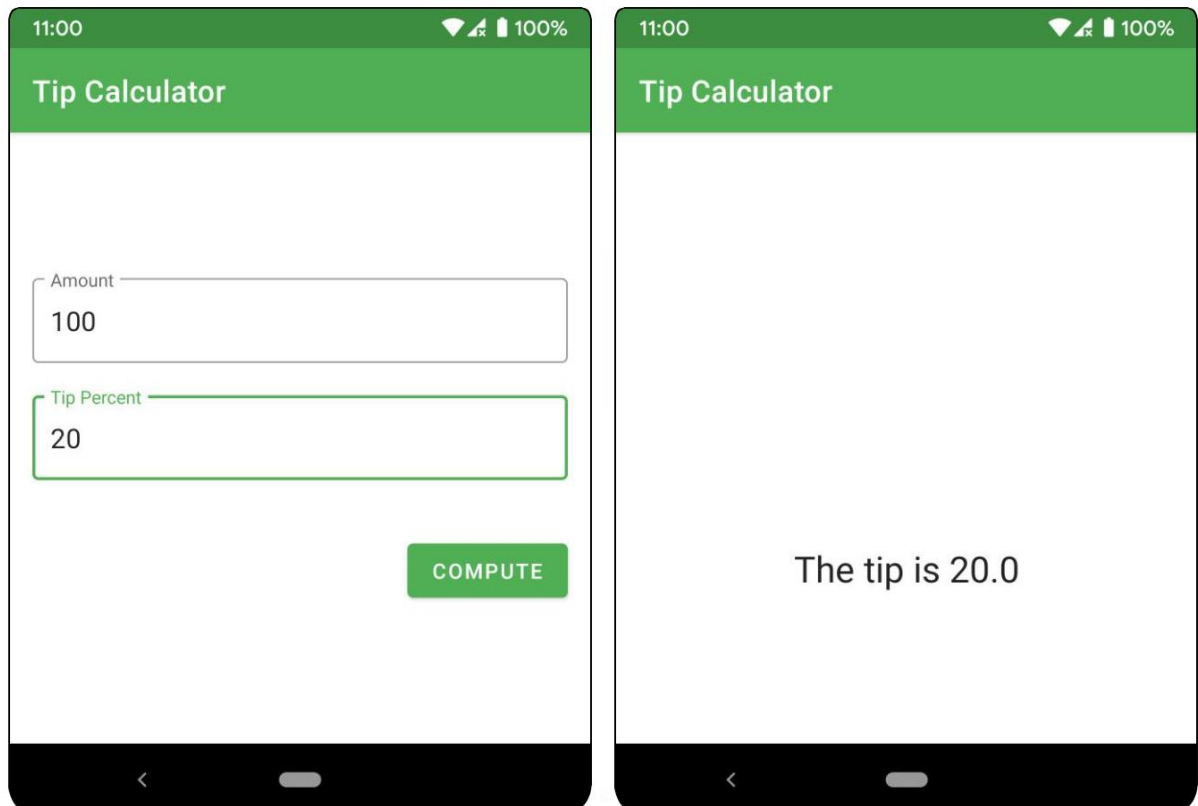 11:00 100%
Tip Calculator
Amount
100
Tip Percent
20
COMPUTE
11:00 100%
Tip Calculator
The tip is 20.0